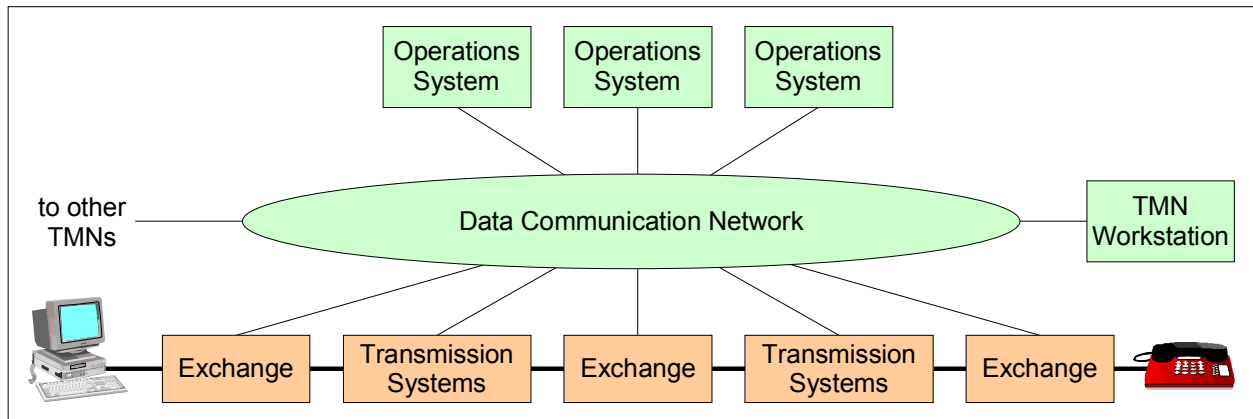 Operations
System
Operations
System
Operations
System
to other
TMNs
Data Communication Network
TMN
Workstation
Exchange
Transmission
Systems
Exchange
Transmission
Systems
Exchange